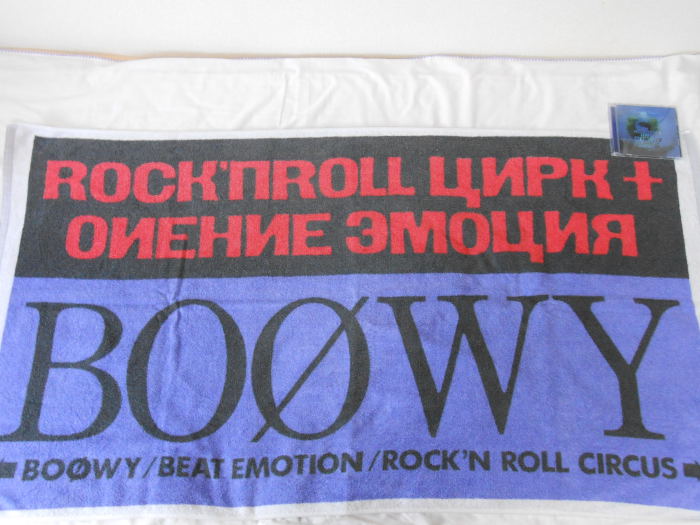 ROCK'ПROLL ЦИРК +
ОИЕНИЕ ЭМОЦИЯ
BOØWY
BOØWY/BEAT EMOTION/ROCK'N ROLL CIRCUS